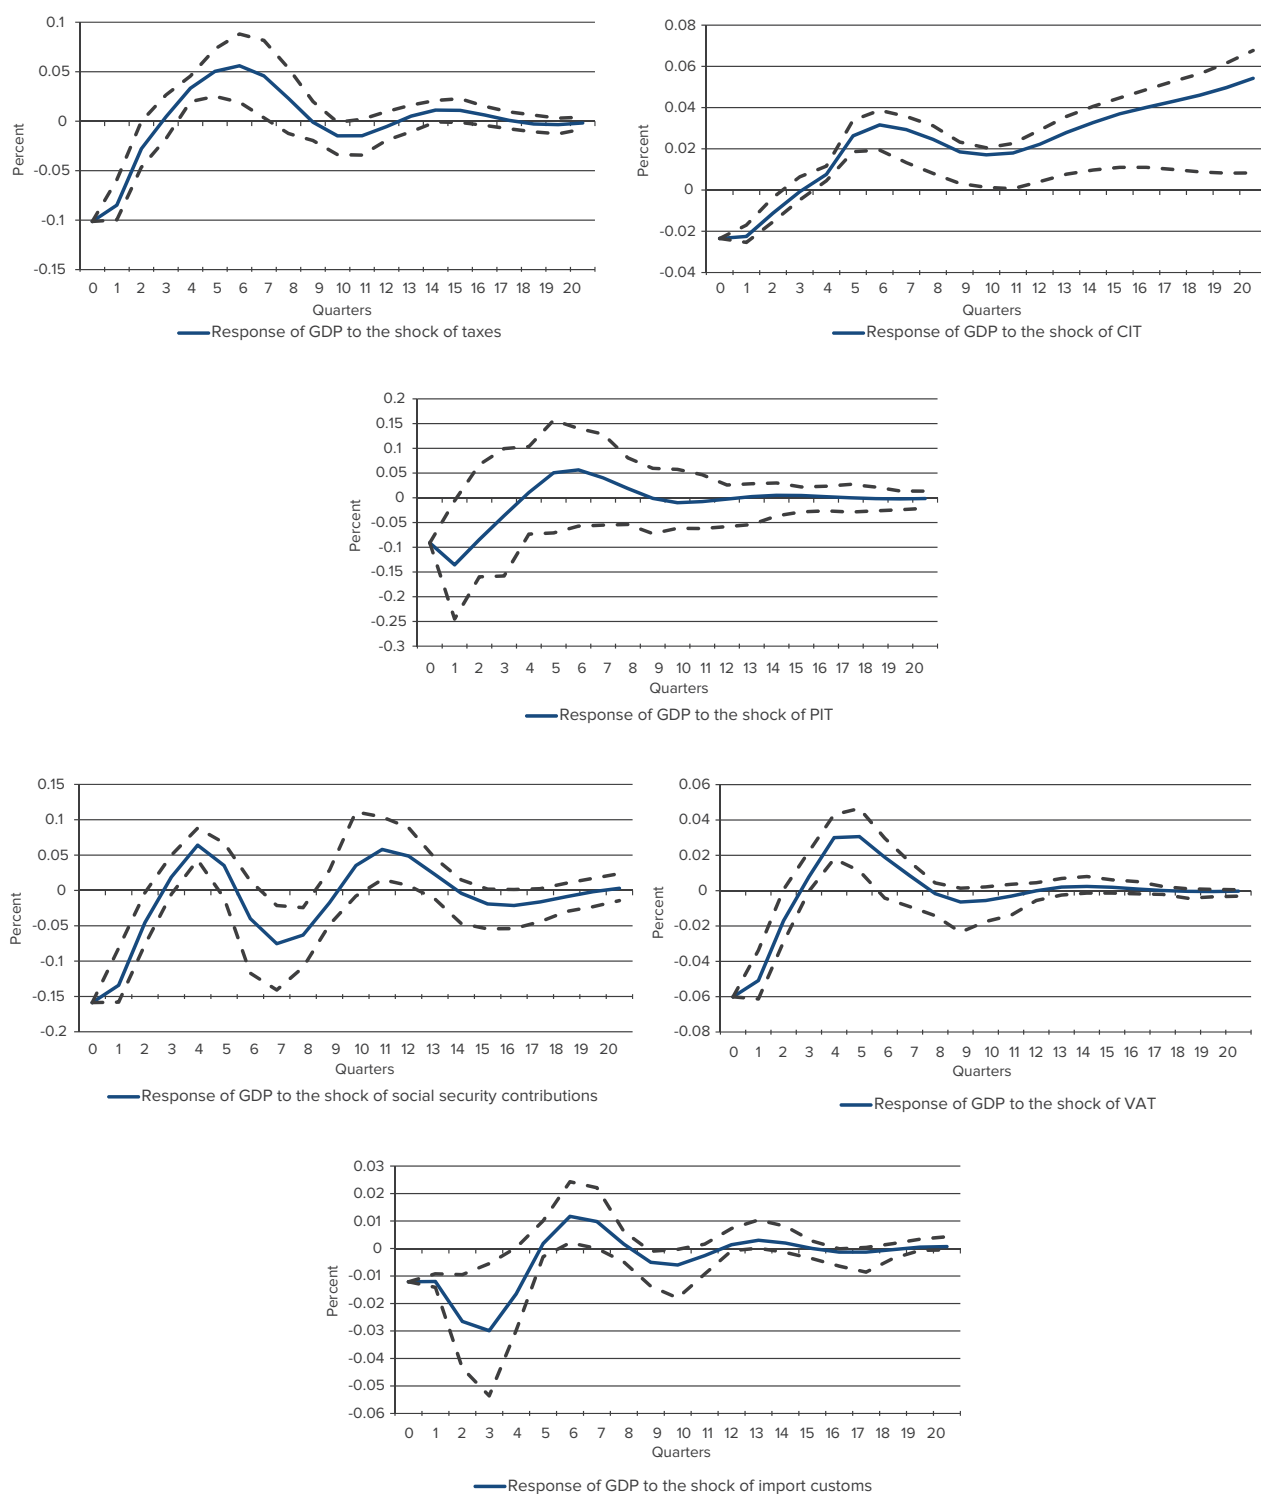 0.1
0.05
0
-0.05
-0.1
-0.15
Percent
0 1 2 3 4 5 6 7 8 9 10 11 12 13 14 15 16 17 18 19 20
Quarters
Response of GDP to the shock of taxes
0.08
0.06
0.04
0.02
0
-0.02
-0.04
Percent
0 1 2 3 4 5 6 7 8 9 10 11 12 13 14 15 16 17 18 19 20
Quarters
Response of GDP to the shock of CIT
0.2
0.15
0.1
0.05
0
-0.05
-0.1
-0.15
-0.2
-0.25
-0.3
Percent
0 1 2 3 4 5 6 7 8 9 10 11 12 13 14 15 16 17 18 19 20
Quarters
Response of GDP to the shock of PIT
0.15
0.1
0.05
0
-0.05
-0.1
-0.15
-0.2
Percent
0 1 2 3 4 5 6 7 8 9 10 11 12 13 14 15 16 17 18 19 20
Quarters
Response of GDP to the shock of social security contributions
0.06
0.04
0.02
0
-0.02
-0.04
-0.06
-0.08
Percent
0 1 2 3 4 5 6 7 8 9 10 11 12 13 14 15 16 17 18 19 20
Quarters
Response of GDP to the shock of VAT
0.03
0.02
0.01
0
-0.01
-0.02
-0.03
-0.04
-0.05
-0.06
Percent
0 1 2 3 4 5 6 7 8 9 10 11 12 13 14 15 16 17 18 19 20
Quarters
Response of GDP to the shock of import customs